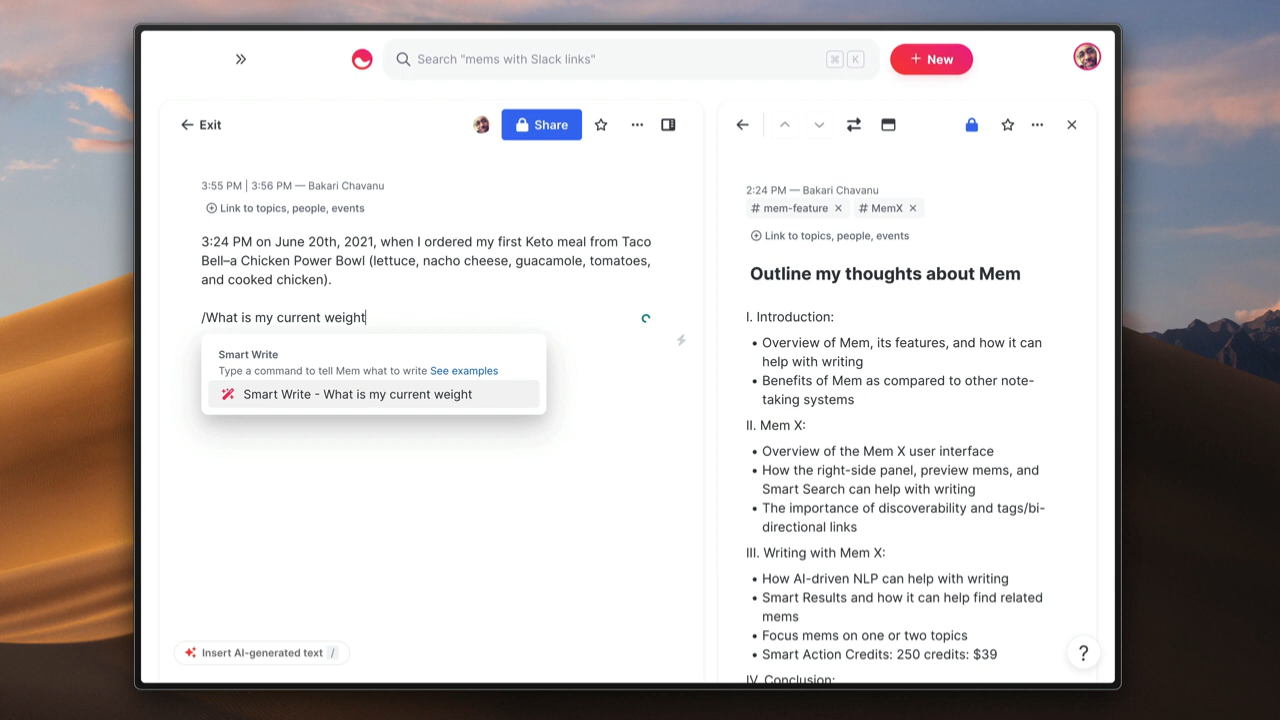 Search "mems with Slack links"
⌘ K
+ New
Exit
Share
3:55 PM | 3:56 PM — Bakari Chavanu
Link to topics, people, events
3:24 PM on June 20th, 2021, when I ordered my first Keto meal from Taco
Bell–a Chicken Power Bowl (lettuce, nacho cheese, guacamole, tomatoes,
and cooked chicken).
/What is my current weight
Smart Write
Type a command to tell Mem what to write See examples
Smart Write - What is my current weight
Insert AI-generated text /
2:24 PM — Bakari Chavanu
# mem-feature × # MemX ×
Link to topics, people, events
Outline my thoughts about Mem
I. Introduction:
• Overview of Mem, its features, and how it can
help with writing
• Benefits of Mem as compared to other note-
taking systems
II. Mem X:
• Overview of the Mem X user interface
• How the right-side panel, preview mems, and
Smart Search can help with writing
• The importance of discoverability and tags/bi-
directional links
III. Writing with Mem X:
• How AI-driven NLP can help with writing
• Smart Results and how it can help find related
mems
• Focus mems on one or two topics
• Smart Action Credits: 250 credits: $39
IV. Conclusion:
?